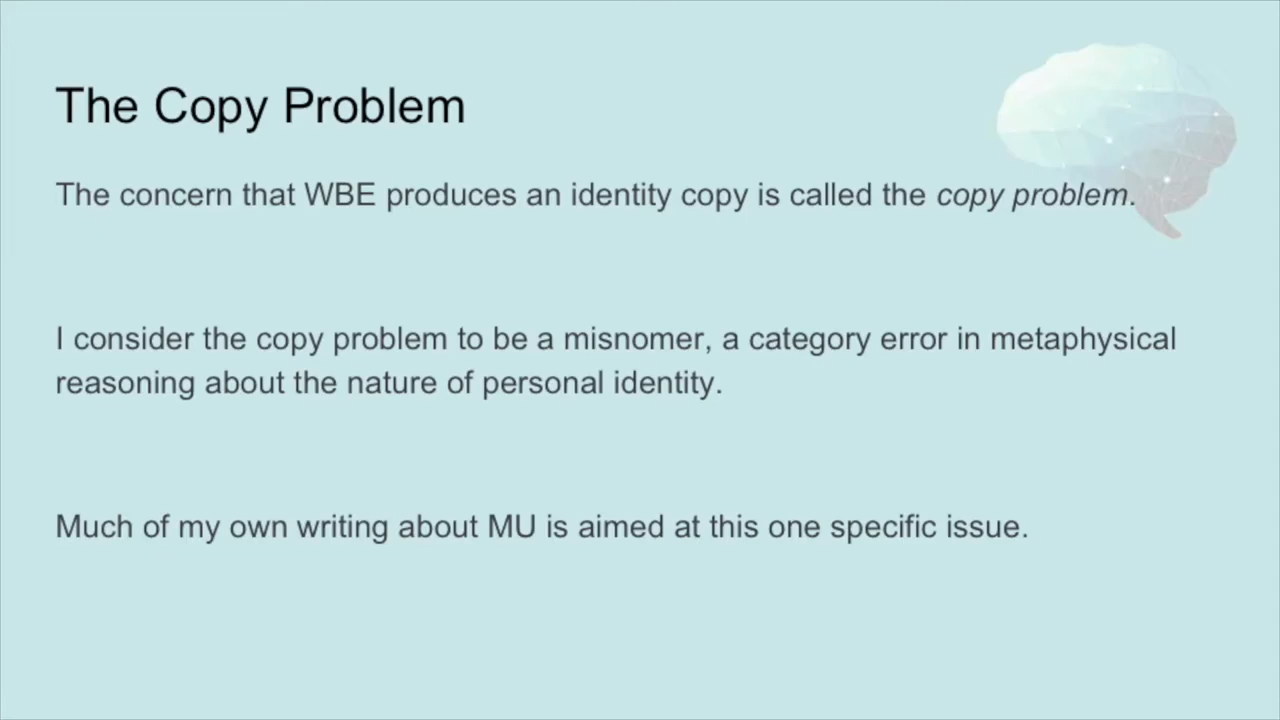 The Copy Problem
The concern that WBE produces an identity copy is called the copy problem.
I consider the copy problem to be a misnomer, a category error in metaphysical
reasoning about the nature of personal identity.
Much of my own writing about MU is aimed at this one specific issue.